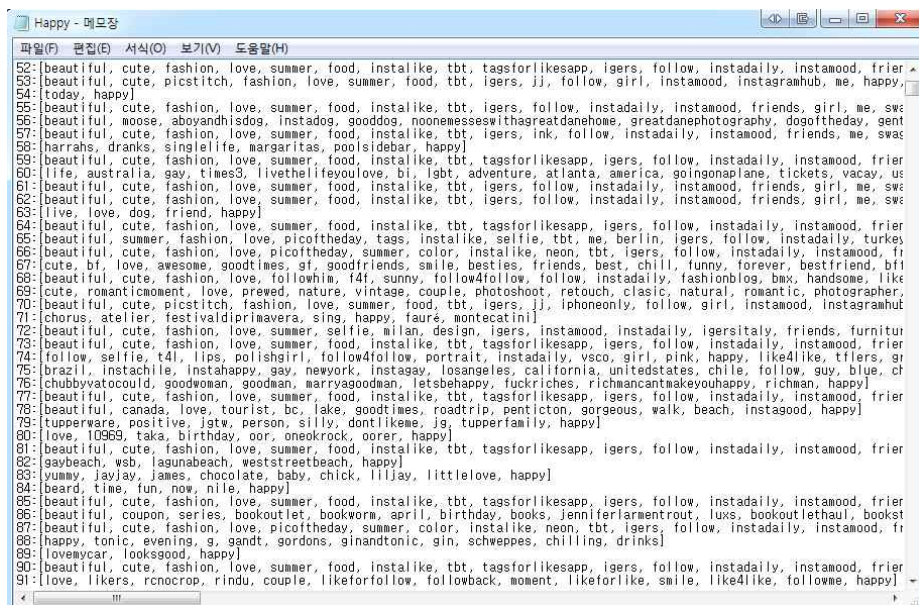 Happy - 메모장
파일(F) 편집(E) 서식(O) 보기(V) 도움말(H)
52:[beautiful, cute, fashion, love, summer, food, instalike, tbt, tagsforlikesapp, igers, follow, instadaily, instamood, frier
53:[beautiful, cute, picstitch, fashion, love, summer, food, tbt, igers, jj, follow, girl, instamood, instagramhub, me, happy,
54:[today, happy]
55:[beautiful, cute, fashion, love, summer, food, instalike, tbt, igers, follow, instadaily, instamood, friends, girl, me, swa
56:[beautiful, moose, aboyandhisdog, instadog, gooddog, noonemesseswithagreatdanehome, greatdanephotography, dogoftheday, gent
57:[beautiful, cute, fashion, love, summer, food, instalike, tbt, igers, ink, follow, instadaily, instamood, friends, me, swag
58:[harrahs, dranks, singlelife, margaritas, poolsidebar, happy]
59:[beautiful, cute, fashion, love, summer, food, instalike, tbt, tagsforlikesapp, igers, follow, instadaily, instamood, frier
60:[life, australia, gay, times3, livethelifeyoulove, bi, lgbt, adventure, atlanta, america, goingonaplane, tickets, vacay, us
61:[beautiful, cute, fashion, love, summer, food, instalike, tbt, igers, follow, instadaily, instamood, friends, girl, me, swa
62:[beautiful, cute, fashion, love, summer, food, instalike, tbt, igers, follow, instadaily, instamood, friends, girl, me, swa
63:[live, love, dog, friend, happy]
64:[beautiful, cute, fashion, love, summer, food, instalike, tbt, tagsforlikesapp, igers, follow, instadaily, instamood, frier
65:[beautiful, summer, fashion, love, picoftheday, tags, instalike, selfie, tbt, me, berlin, igers, follow, instadaily, turkey
66:[beautiful, cute, fashion, love, picoftheday, summer, color, instalike, neon, tbt, igers, follow, instadaily, instamood, fr
67:[cute, bf, love, awesome, goodtimes, gf, goodfriends, smile, besties, friends, best, chill, funny, forever, bestfriend, bff
68:[beautiful, cute, fashion, love, followhim, f4f, sunny, follow4follow, follow, instadaily, fashionblog, bmx, handsome, like
69:[cute, romanticmoment, love, prewed, nature, vintage, couple, photoshoot, retouch, clasic, natural, romantic, photographer,
70:[beautiful, cute, picstitch, fashion, love, summer, food, tbt, igers, jj, iphoneonly, follow, girl, instamood, instagramhub
71:[chorus, atelier, festivaldiprimavera, sing, happy, fauré, montecatini]
72:[beautiful, cute, fashion, love, summer, selfie, milan, design, igers, instamood, instadaily, igersitaly, friends, furnitur
73:[beautiful, cute, fashion, love, summer, food, instalike, tbt, tagsforlikesapp, igers, follow, instadaily, instamood, frier
74:[follow, selfie, t4l, lips, polishgirl, follow4follow, portrait, instadaily, vsco, girl, pink, happy, like4like, tflers, gr
75:[brazil, instachile, instahappy, gay, newyork, instagay, losangeles, california, unitedstates, chile, follow, guy, blue, ch
76:[chubbyvatocould, goodwoman, goodman, marryagoodman, letsbehappy, fuckriches, richmancantmakeyouhappy, richman, happy]
77:[beautiful, cute, fashion, love, summer, food, instalike, tbt, tagsforlikesapp, igers, follow, instadaily, instamood, frier
78:[beautiful, canada, love, tourist, bc, lake, goodtimes, roadtrip, penticton, gorgeous, walk, beach, instagood, happy]
79:[tupperware, positive, jgtw, person, silly, dontlikeme, jg, tupperfamily, happy]
80:[love, 10969, taka, birthday, oor, oneokrock, oorer, happy]
81:[beautiful, cute, fashion, love, summer, food, instalike, tbt, tagsforlikesapp, igers, follow, instadaily, instamood, frier
82:[gaybeach, wsb, lagunabeach, weststreetbeach, happy]
83:[yummy, jayjay, james, chocolate, baby, chick, liljay, littlelove, happy]
84:[beard, time, fun, now, nile, happy]
85:[beautiful, cute, fashion, love, summer, food, instalike, tbt, tagsforlikesapp, igers, follow, instadaily, instamood, frier
86:[beautiful, coupon, series, bookoutlet, bookworm, april, birthday, books, jenniferlarmentrout, luxs, bookoutlethaul, bookst
87:[beautiful, cute, fashion, love, picoftheday, summer, color, instalike, neon, tbt, igers, follow, instadaily, instamood, fr
88:[happy, tonic, evening, g, gandt, gordons, ginandtonic, gin, schweppes, chilling, drinks]
89:[lovemycar, looksgood, happy]
90:[beautiful, cute, fashion, love, summer, food, instalike, tbt, tagsforlikesapp, igers, follow, instadaily, instamood, frier
91:[love, likers, rcnocrop, rindu, couple, likeforfollow, followback, moment, likeforlike, smile, like4like, followme, happy]